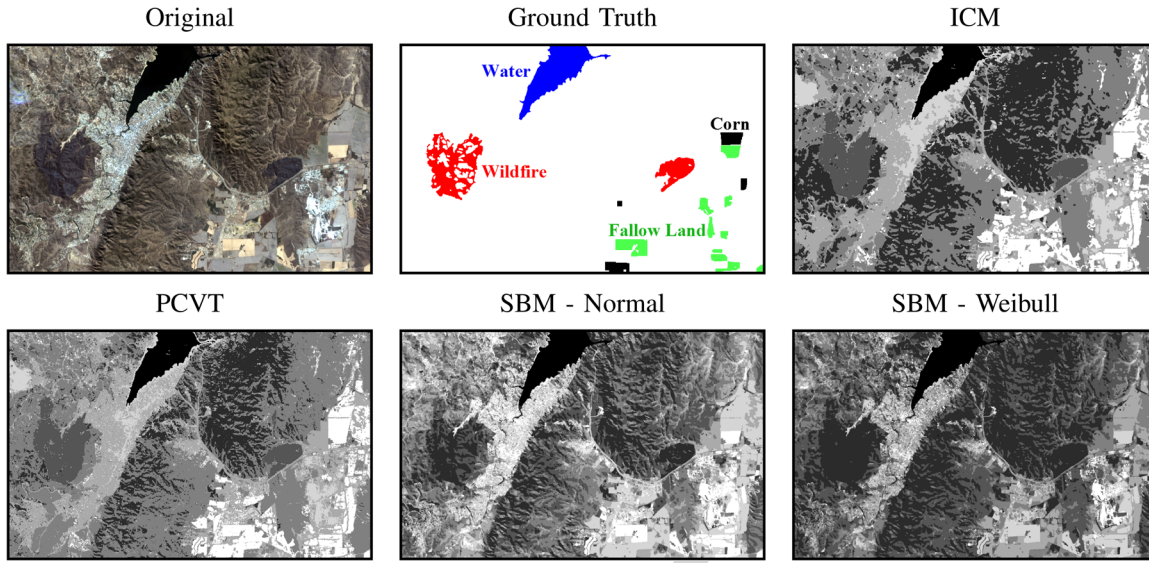 Original
Ground Truth
ICM
Water
Corn
Wildfire
Fallow Land
PCVT
SBM - Normal
SBM - Weibull